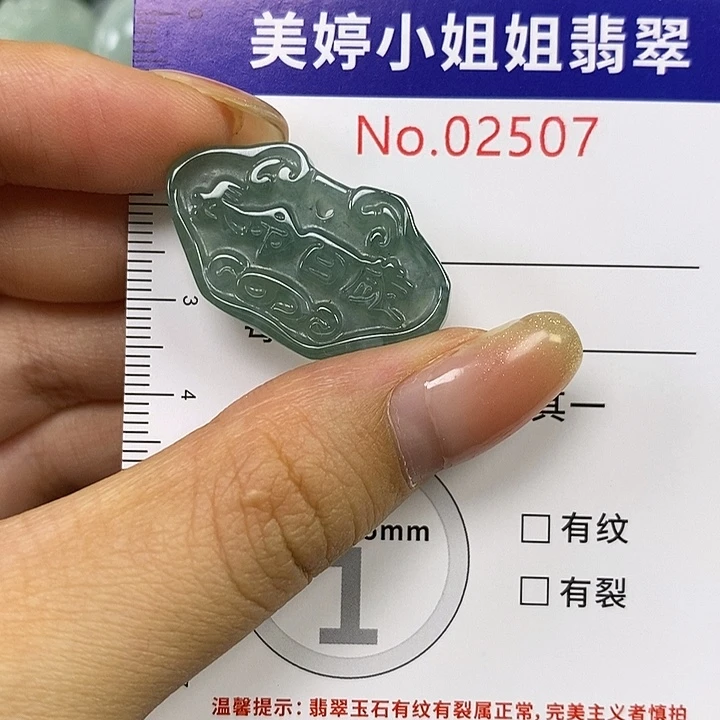 美婷小姐姐翡翠
No.02507
3
4
其一
mm
1
□ 有纹
□ 有裂
温馨提示：翡翠玉石有纹有裂属正常，完美主义者慎拍